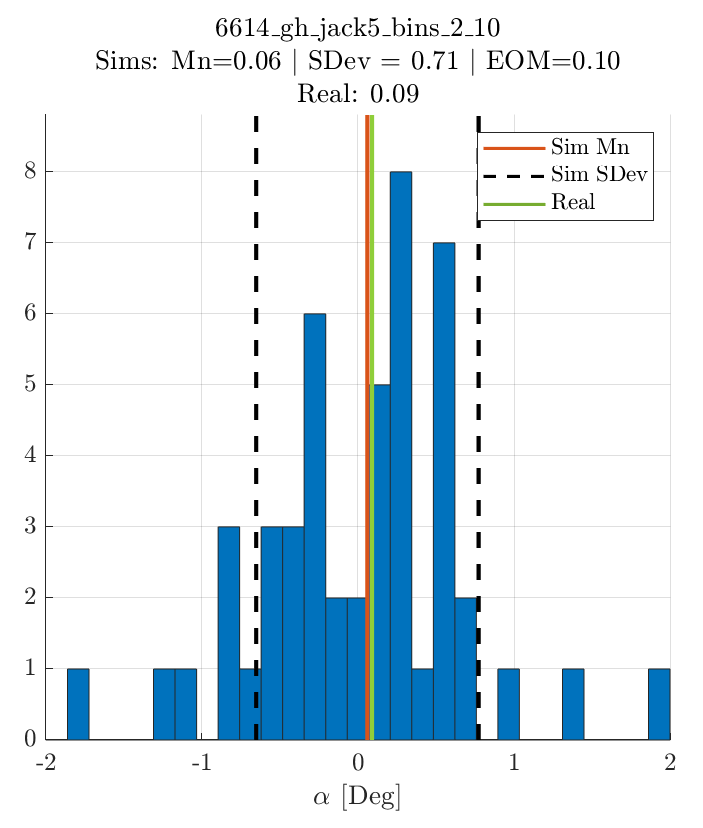 6614_gh_jack5_bins_2_10
Sims: Mn=0.06 | SDev = 0.71 | EOM=0.10
Real: 0.09
Sim Mn
Sim SDev
Real
8
7
6
5
4
3
2
1
0
-2 -1 0 1 2
α [Deg]